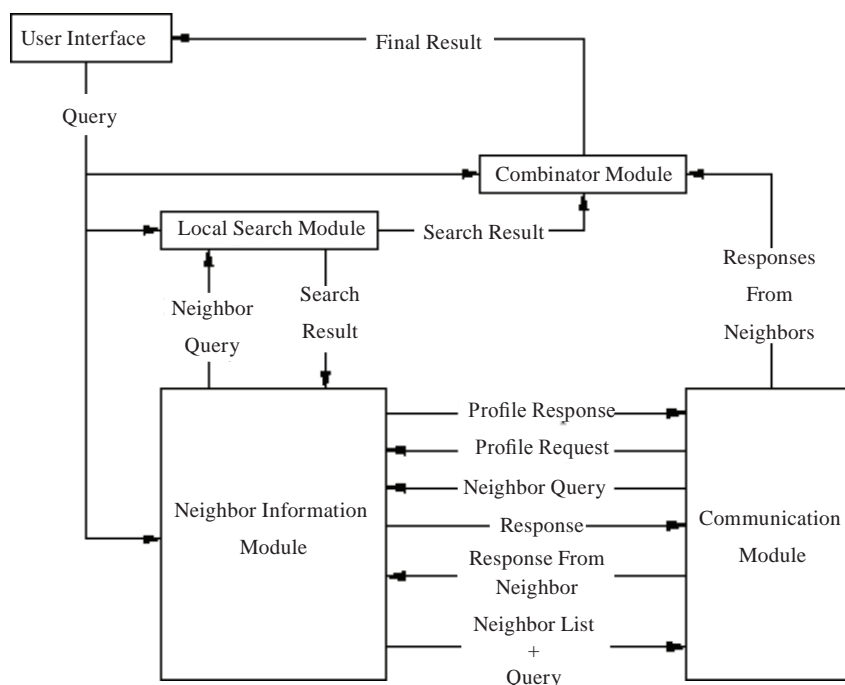 User Interface
Final Result
Query
Combinator Module
Local Search Module
Search Result
Responses
From
Neighbors
Neighbor
Query
Search
Result
Profile Response
Profile Request
Neighbor Query
Neighbor Information
Module
Response
Communication
Module
Response From
Neighbor
Neighbor List
+
Query